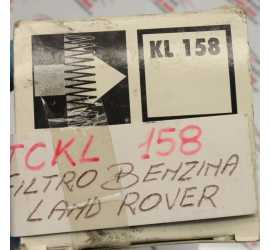 KL 158
TCKL 158
FILTRO BENZINA
LAND ROVER